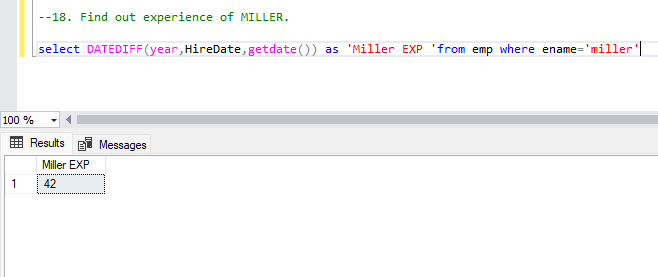 --18. Find out experience of MILLER.
select DATEDIFF(year,HireDate,getdate()) as 'Miller EXP 'from emp where ename='miller'
100 %
Results Messages
Miller EXP
1 42